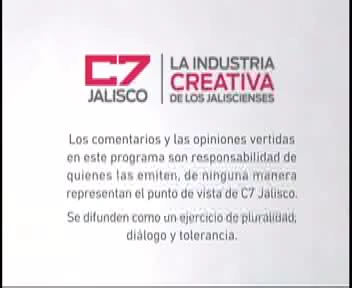 C7
JALISCO
LA INDUSTRIA
CREATIVA
DE LOS JALISCIENSES
Los comentarios y las opiniones vertidas
en este programa son responsabilidad de
quienes las emiten, de ninguna manera
representan el punto de vista de C7 Jalisco.
Se difunden como un ejercicio de pluralidad,
diálogo y tolerancia.